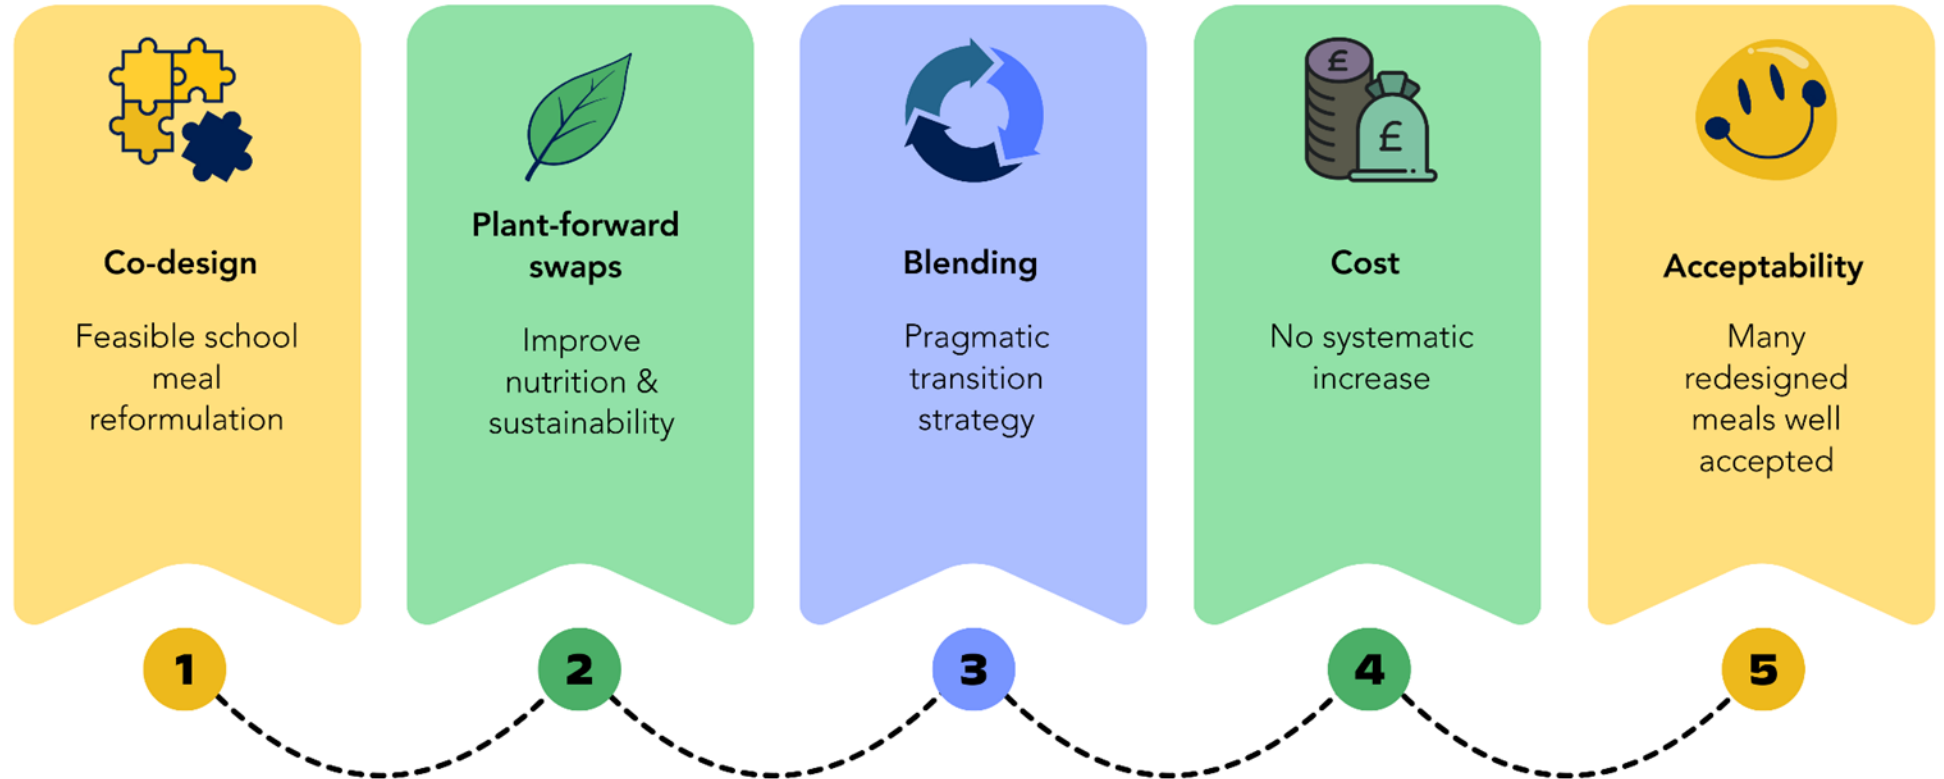 £
£
Co-design
Feasible school
meal
reformulation
Plant-forward
swaps
Improve
nutrition &
sustainability
Blending
Pragmatic
transition
strategy
Cost
No systematic
increase
Acceptability
Many
redesigned
meals well
accepted
1
2
3
4
5